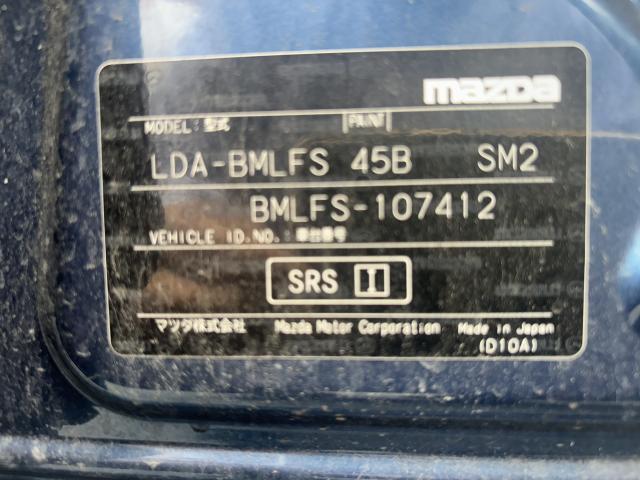 mazda
MODEL: 型式 PAINT
LDA-BMLFS 45B SM2
BMLFS-107412
VEHICLE ID.NO.: 車台番号
SRS I
マツダ株式会社 Mazda Motor Corporation Made in Japan
(D10A)